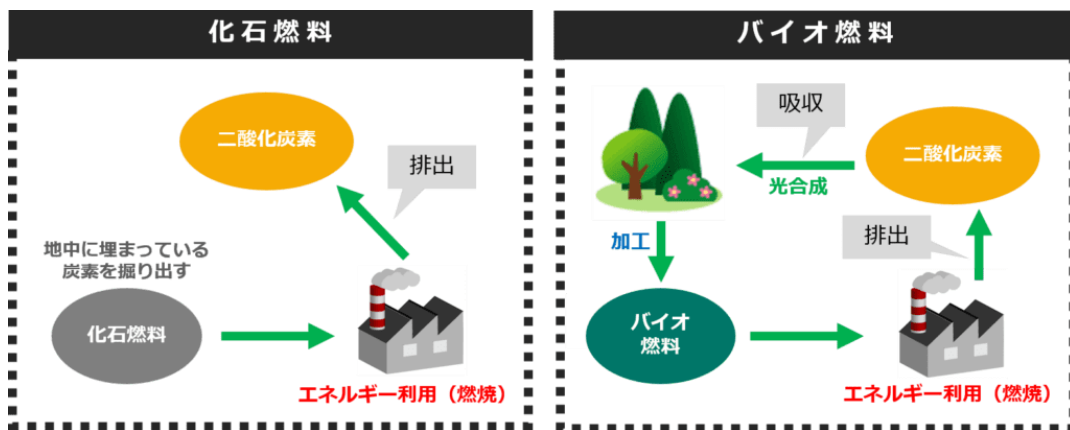 化石燃料
二酸化炭素
排出
地中に埋まっている
炭素を掘り出す
化石燃料
エネルギー利用（燃焼）
バイオ燃料
吸収
二酸化炭素
光合成
加工
排出
バイオ
燃料
エネルギー利用（燃焼）